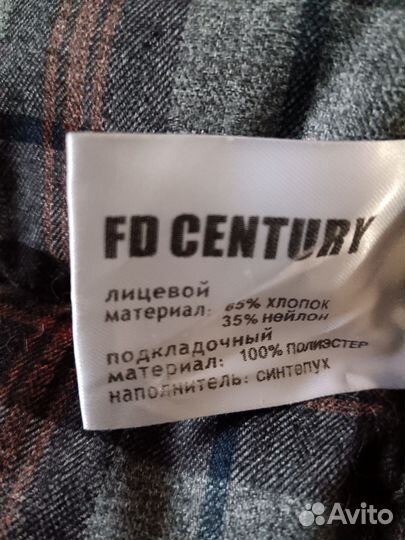 FD CENTURY
лицевой
материал: 65% хлопок
35% нейлон
подкладочный
материал: 100% полиэстер
наполнитель: синтепух
Avito